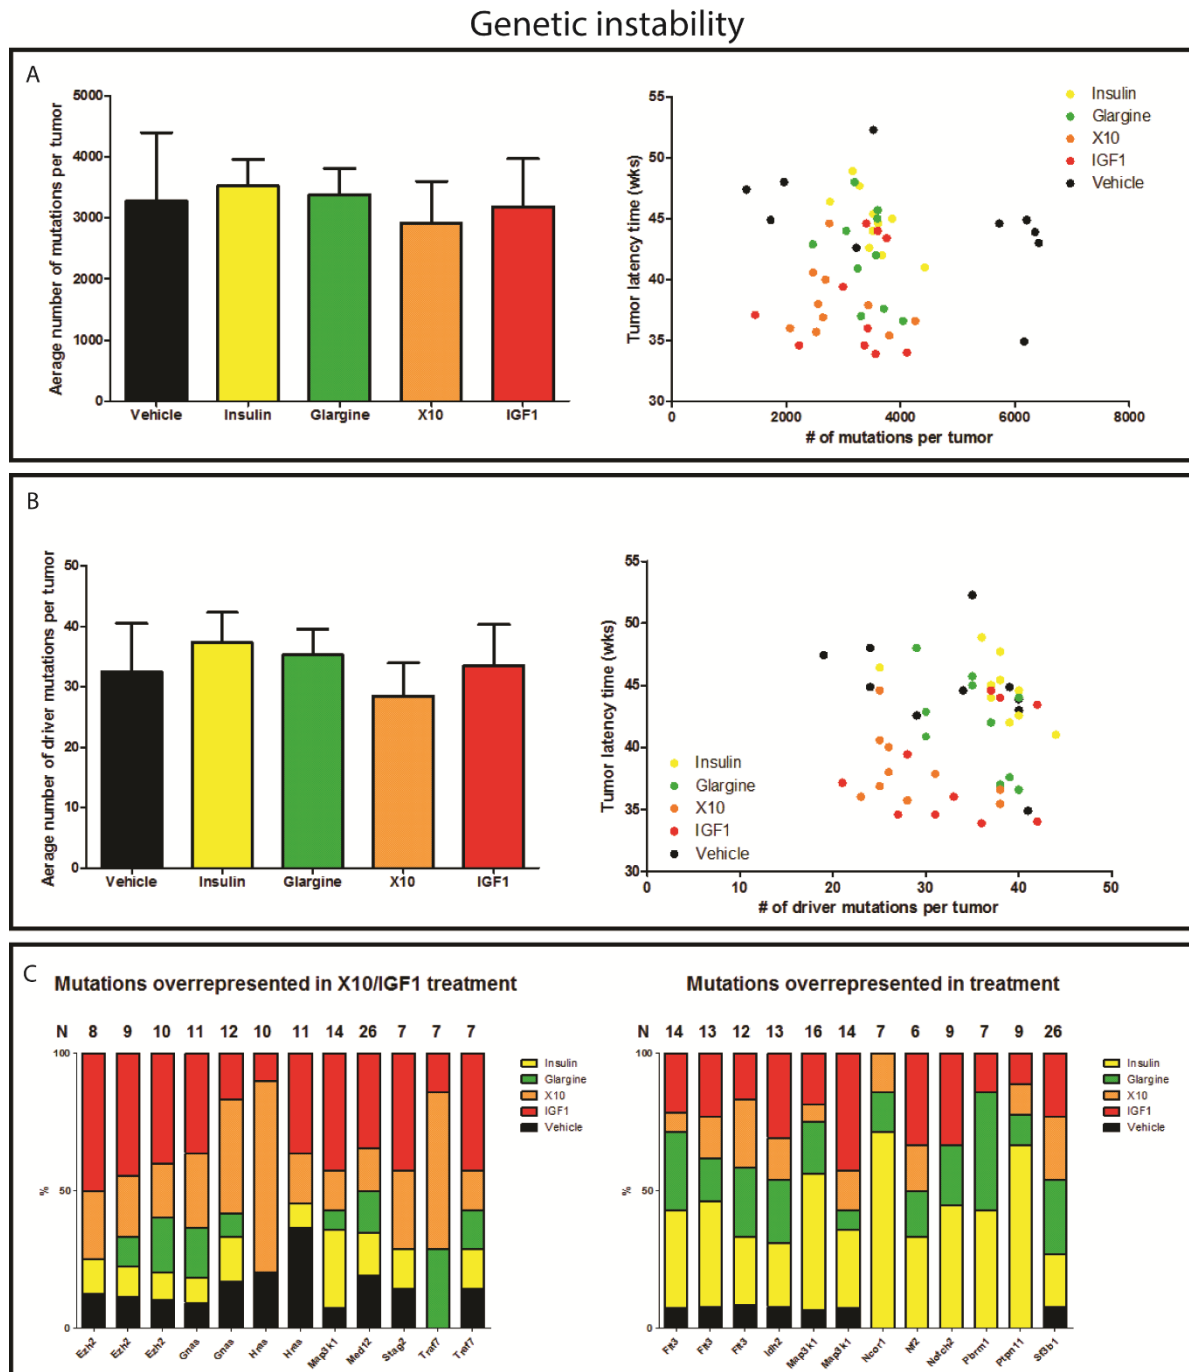 Genetic instability
A
Aerage number of mutations per tumor
5000
4000
3000
2000
1000
0
Vehicle Insulin Glargine X10 IGF1
Tumor latency time (wks)
55
50
45
40
35
30
0 2000 4000 6000 8000
# of mutations per tumor
Insulin
Glargine
X10
IGF1
Vehicle
B
Aerage number of driver mutations per tumor
50
40
30
20
10
0
Vehicle Insulin Glargine X10 IGF1
Tumor latency time (wks)
55
50
45
40
35
30
0 10 20 30 40 50
# of driver mutations per tumor
Insulin
Glargine
X10
IGF1
Vehicle
C
Mutations overrepresented in X10/IGF1 treatment
N 8 9 10 11 12 10 11 14 26 7 7 7
100
50
0
%
Ezh2 Ezh2 Ezh2 Gnas Gnas Hras Hras Map3k1 Med12 Stag2 Traf7 Traf7
Insulin
Glargine
X10
IGF1
Vehicle
Mutations overrepresented in treatment
N 14 13 12 13 16 14 7 6 9 7 9 26
100
50
0
%
Flt3 Flt3 Flt3 Idh2 Map3k1 Map3k1 Ncor1 Nf2 Notch2 Pbrm1 Ptpn11 Sf3b1
Insulin
Glargine
X10
IGF1
Vehicle